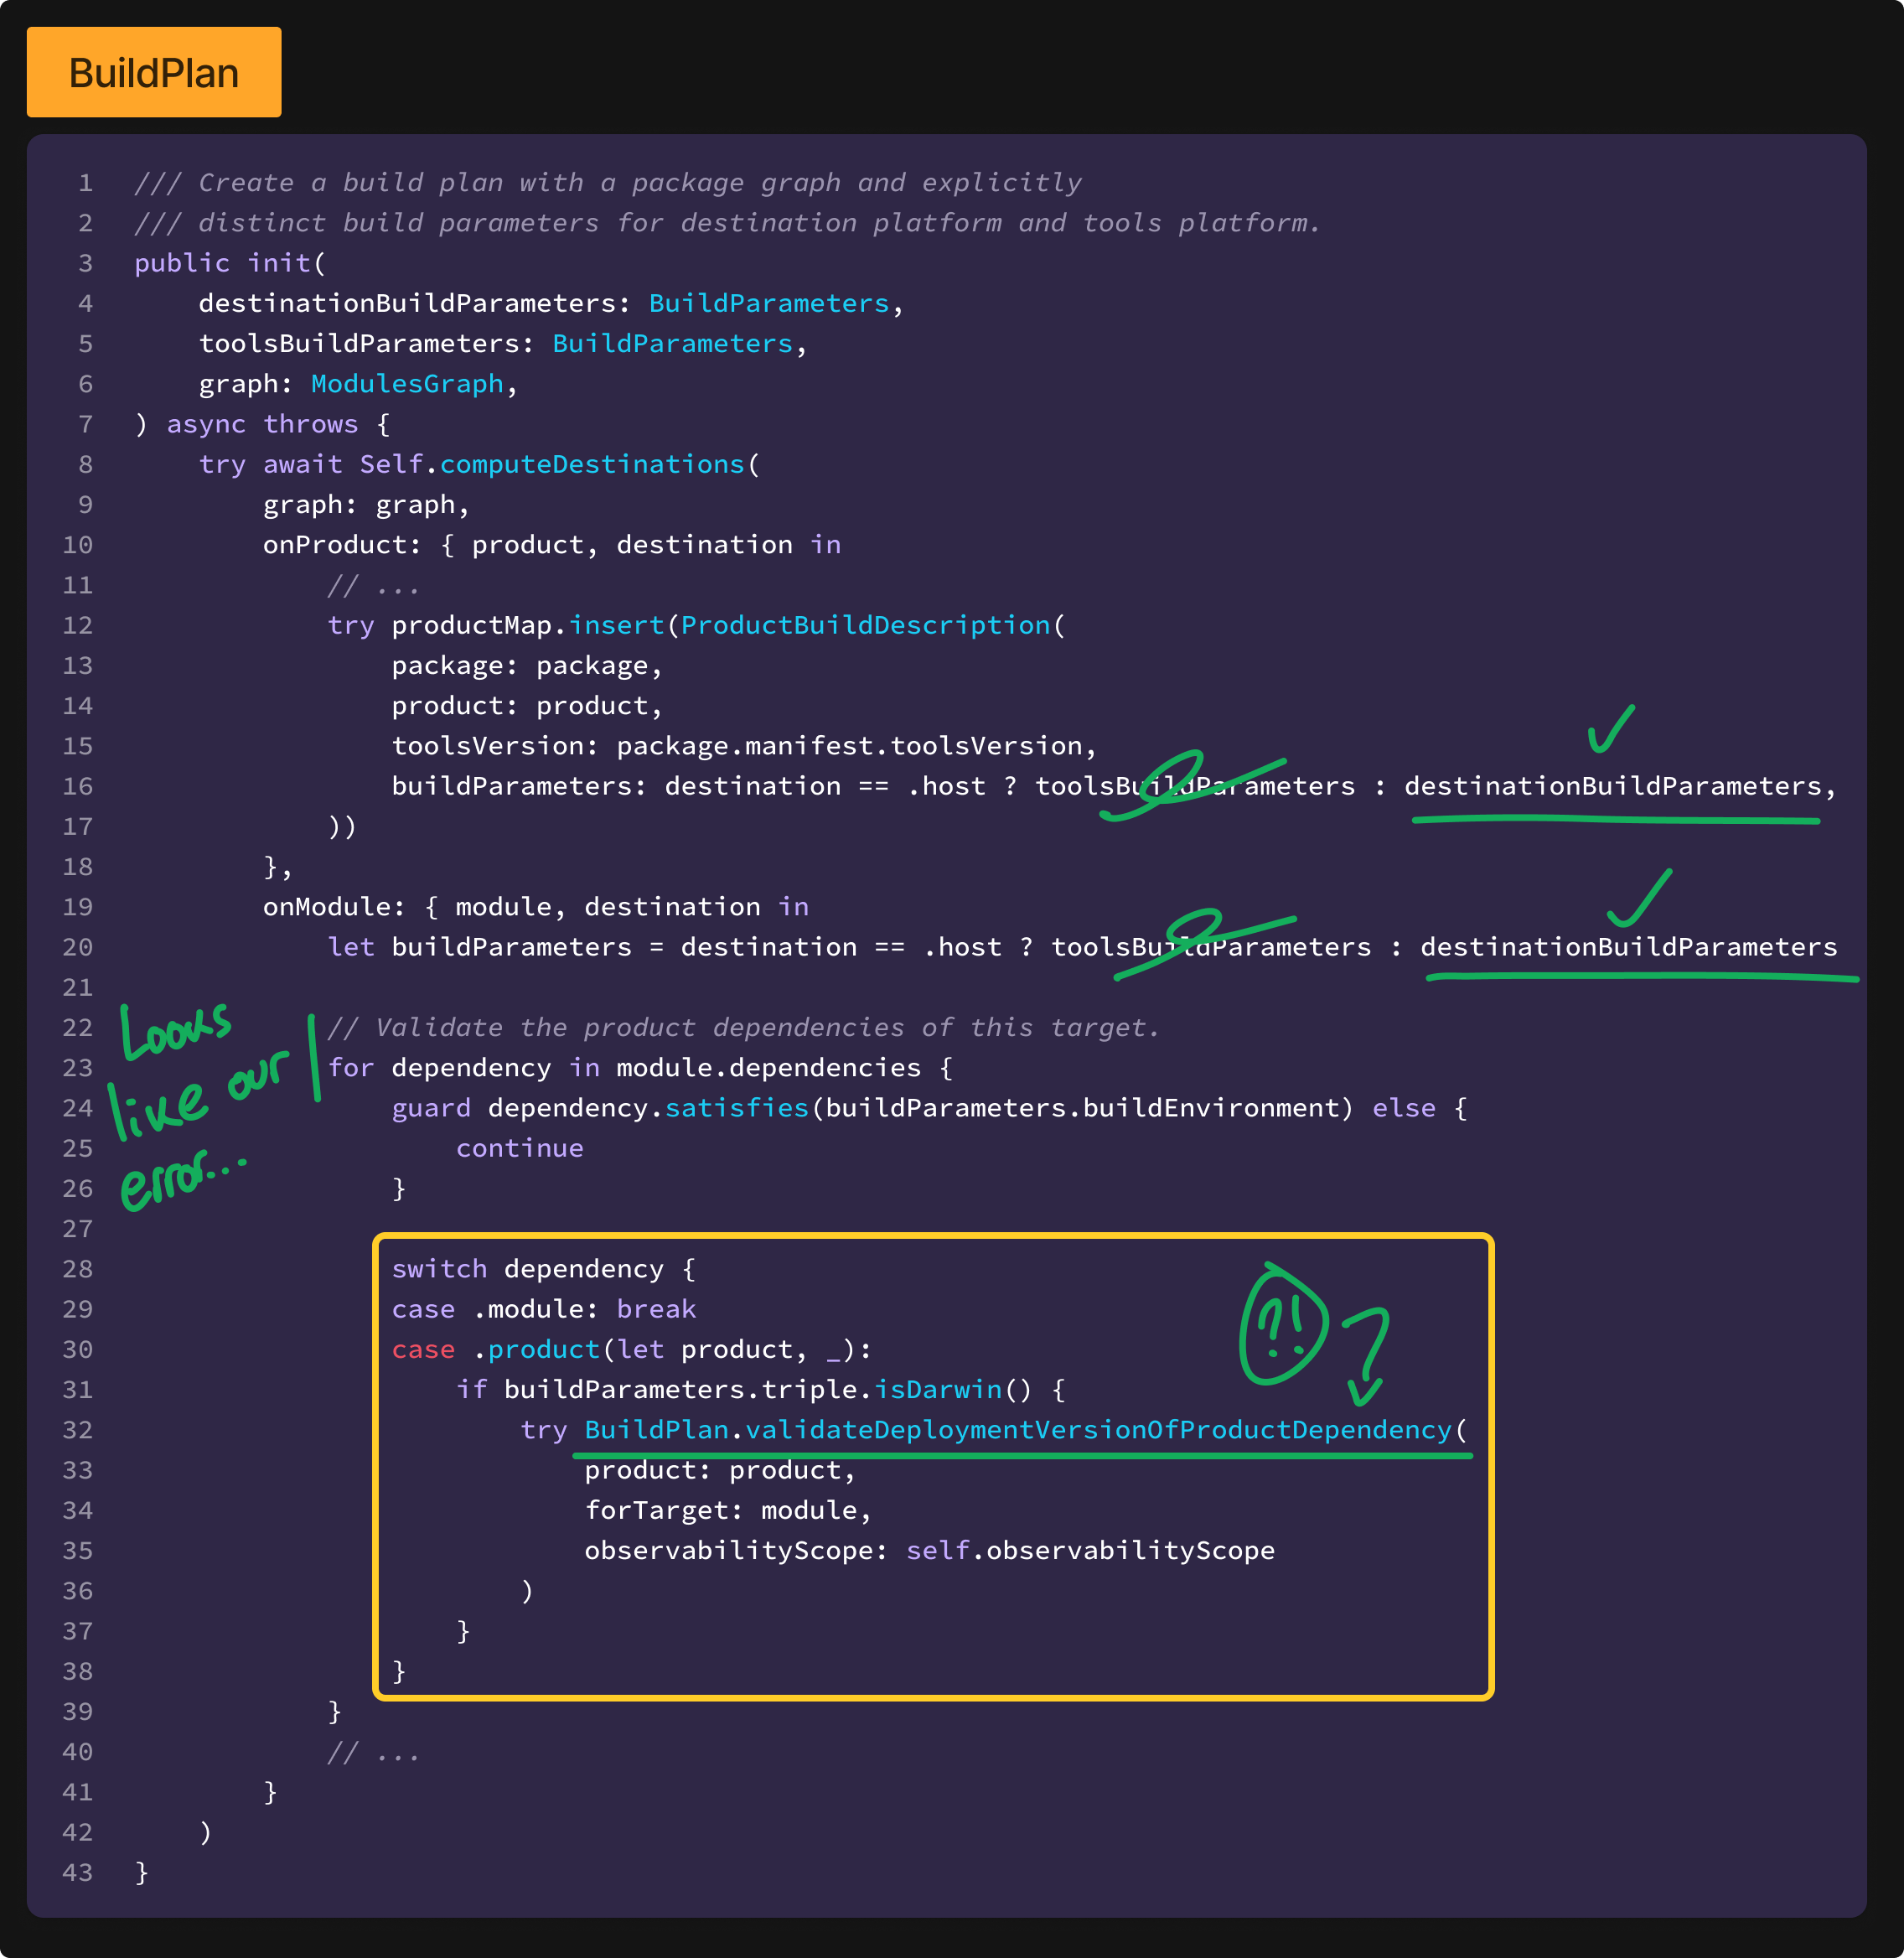 BuildPlan
1 /// Create a build plan with a package graph and explicitly
2 /// distinct build parameters for destination platform and tools platform.
3 public init(
4     destinationBuildParameters: BuildParameters,
5     toolsBuildParameters: BuildParameters,
6     graph: ModulesGraph,
7 ) async throws {
8     try await Self.computeDestinations(
9         graph: graph,
10         onProduct: { product, destination in
11             // ...
12             try productMap.insert(ProductBuildDescription(
13                 package: package,
14                 product: product,
15                 toolsVersion: package.manifest.toolsVersion,
16                 buildParameters: destination == .host ? toolsBuildParameters : destinationBuildParameters,
17             ))
18         },
19         onModule: { module, destination in
20             let buildParameters = destination == .host ? toolsBuildParameters : destinationBuildParameters
21
22             // Validate the product dependencies of this target.
23             for dependency in module.dependencies {
24                 guard dependency.satisfies(buildParameters.buildEnvironment) else {
25                     continue
26                 }
27
28                 switch dependency {
29                 case .module: break
30                 case .product(let product, _):
31                     if buildParameters.triple.isDarwin() {
32                         try BuildPlan.validateDeploymentVersionOfProductDependency(
33                             product: product,
34                             forTarget: module,
35                             observabilityScope: self.observabilityScope
36                         )
37                     }
38                 }
39             }
40             // ...
41         }
42     )
43 }
Looks
like our
error...
?!